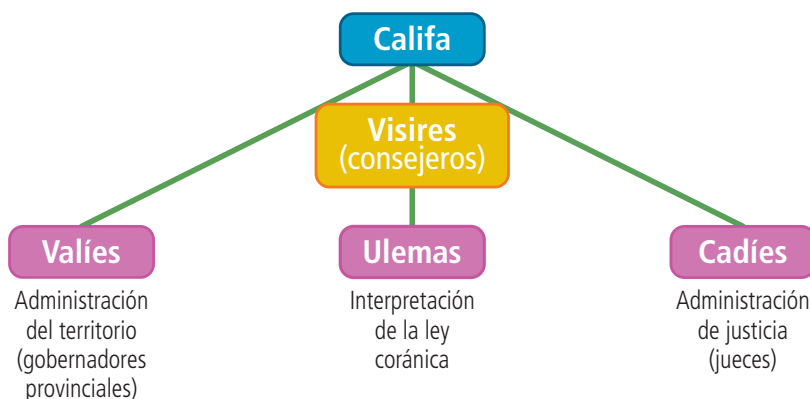 Califa
Visires
(consejeros)
Valíes
Administración
del territorio
(gobernadores
provinciales)
Ulemas
Interpretación
de la ley
coránica
Cadíes
Administración
de justicia
(jueces)